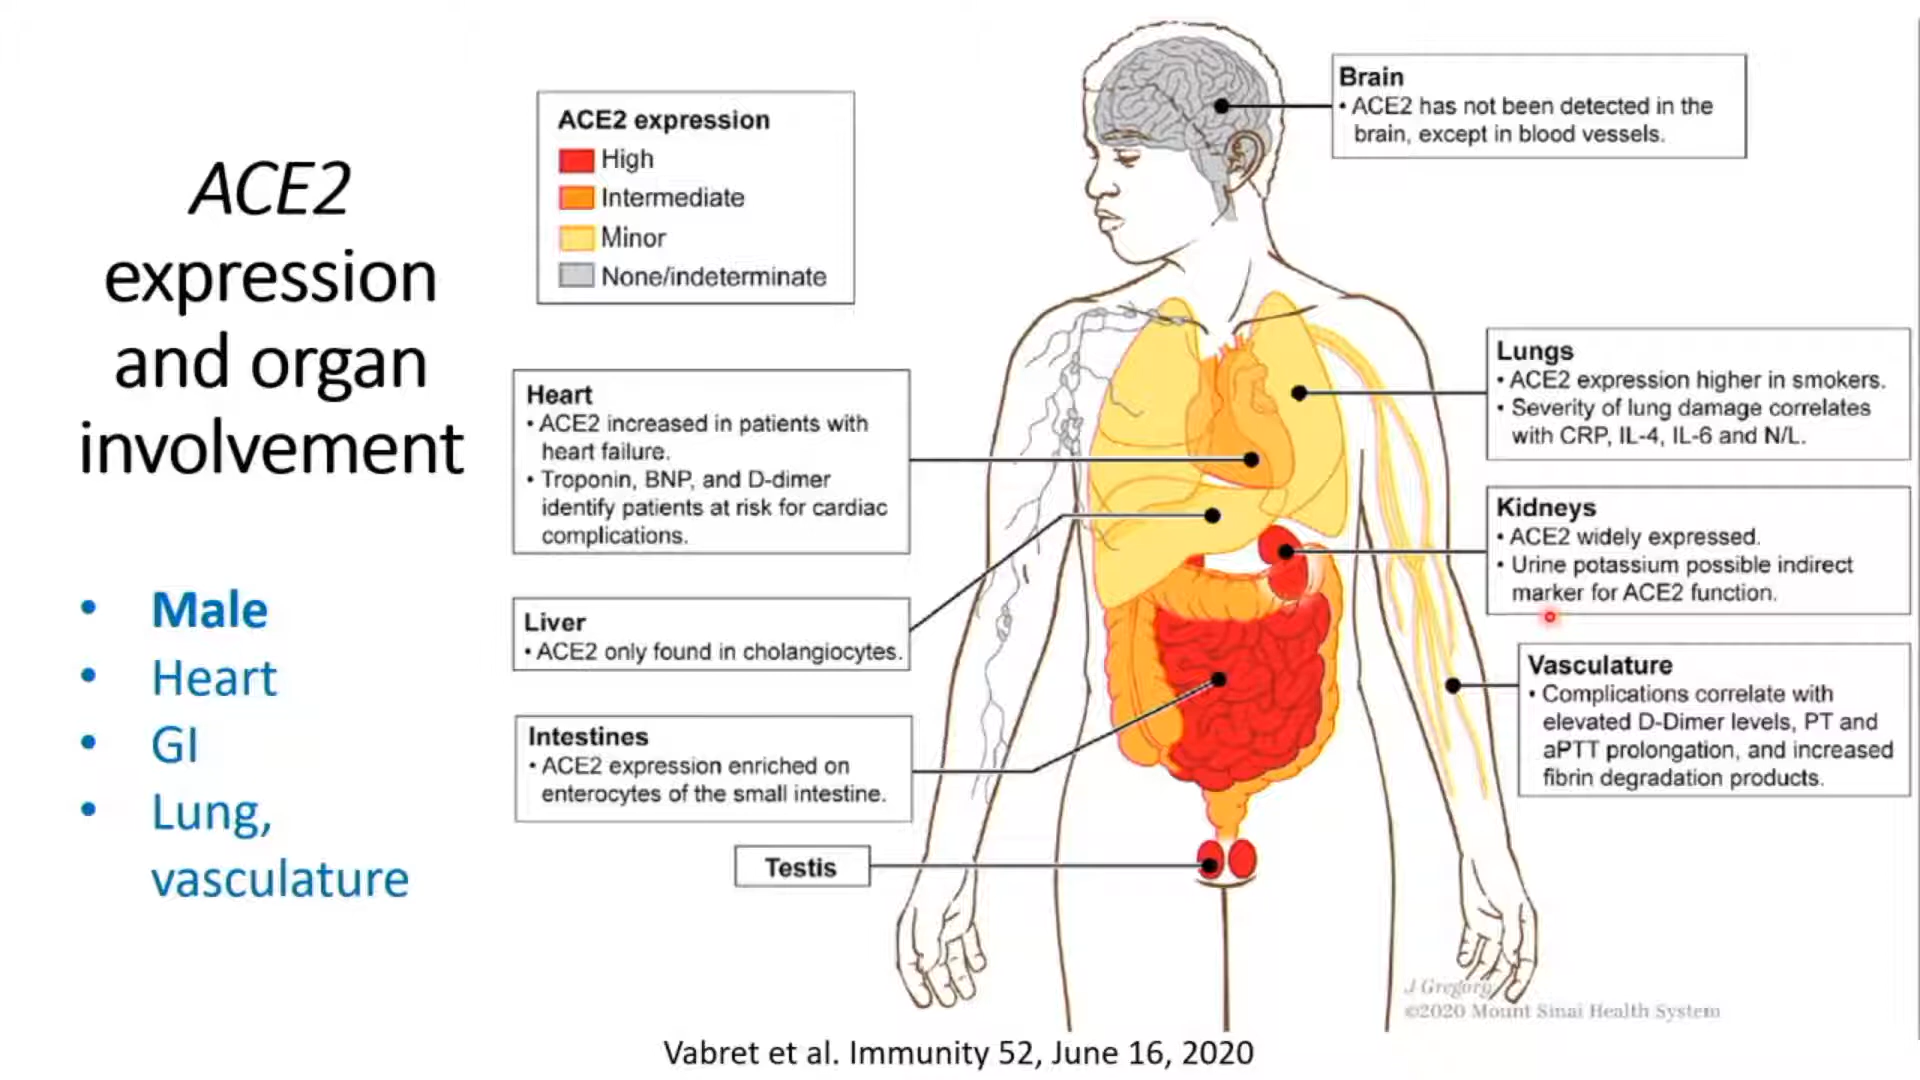 ACE2
expression
and organ
involvement
• Male
• Heart
• GI
• Lung,
vasculature
ACE2 expression
High
Intermediate
Minor
None/indeterminate
Heart
• ACE2 increased in patients with
heart failure.
• Troponin, BNP, and D-dimer
identify patients at risk for cardiac
complications.
Liver
• ACE2 only found in cholangiocytes.
Intestines
• ACE2 expression enriched on
enterocytes of the small intestine.
Testis
Brain
• ACE2 has not been detected in the
brain, except in blood vessels.
Lungs
• ACE2 expression higher in smokers.
• Severity of lung damage correlates
with CRP, IL-4, IL-6 and N/L.
Kidneys
• ACE2 widely expressed.
• Urine potassium possible indirect
marker for ACE2 function.
Vasculature
• Complications correlate with
elevated D-Dimer levels, PT and
aPTT prolongation, and increased
fibrin degradation products.
J Gregory
©2020 Mount Sinai Health System
Vabret et al. Immunity 52, June 16, 2020